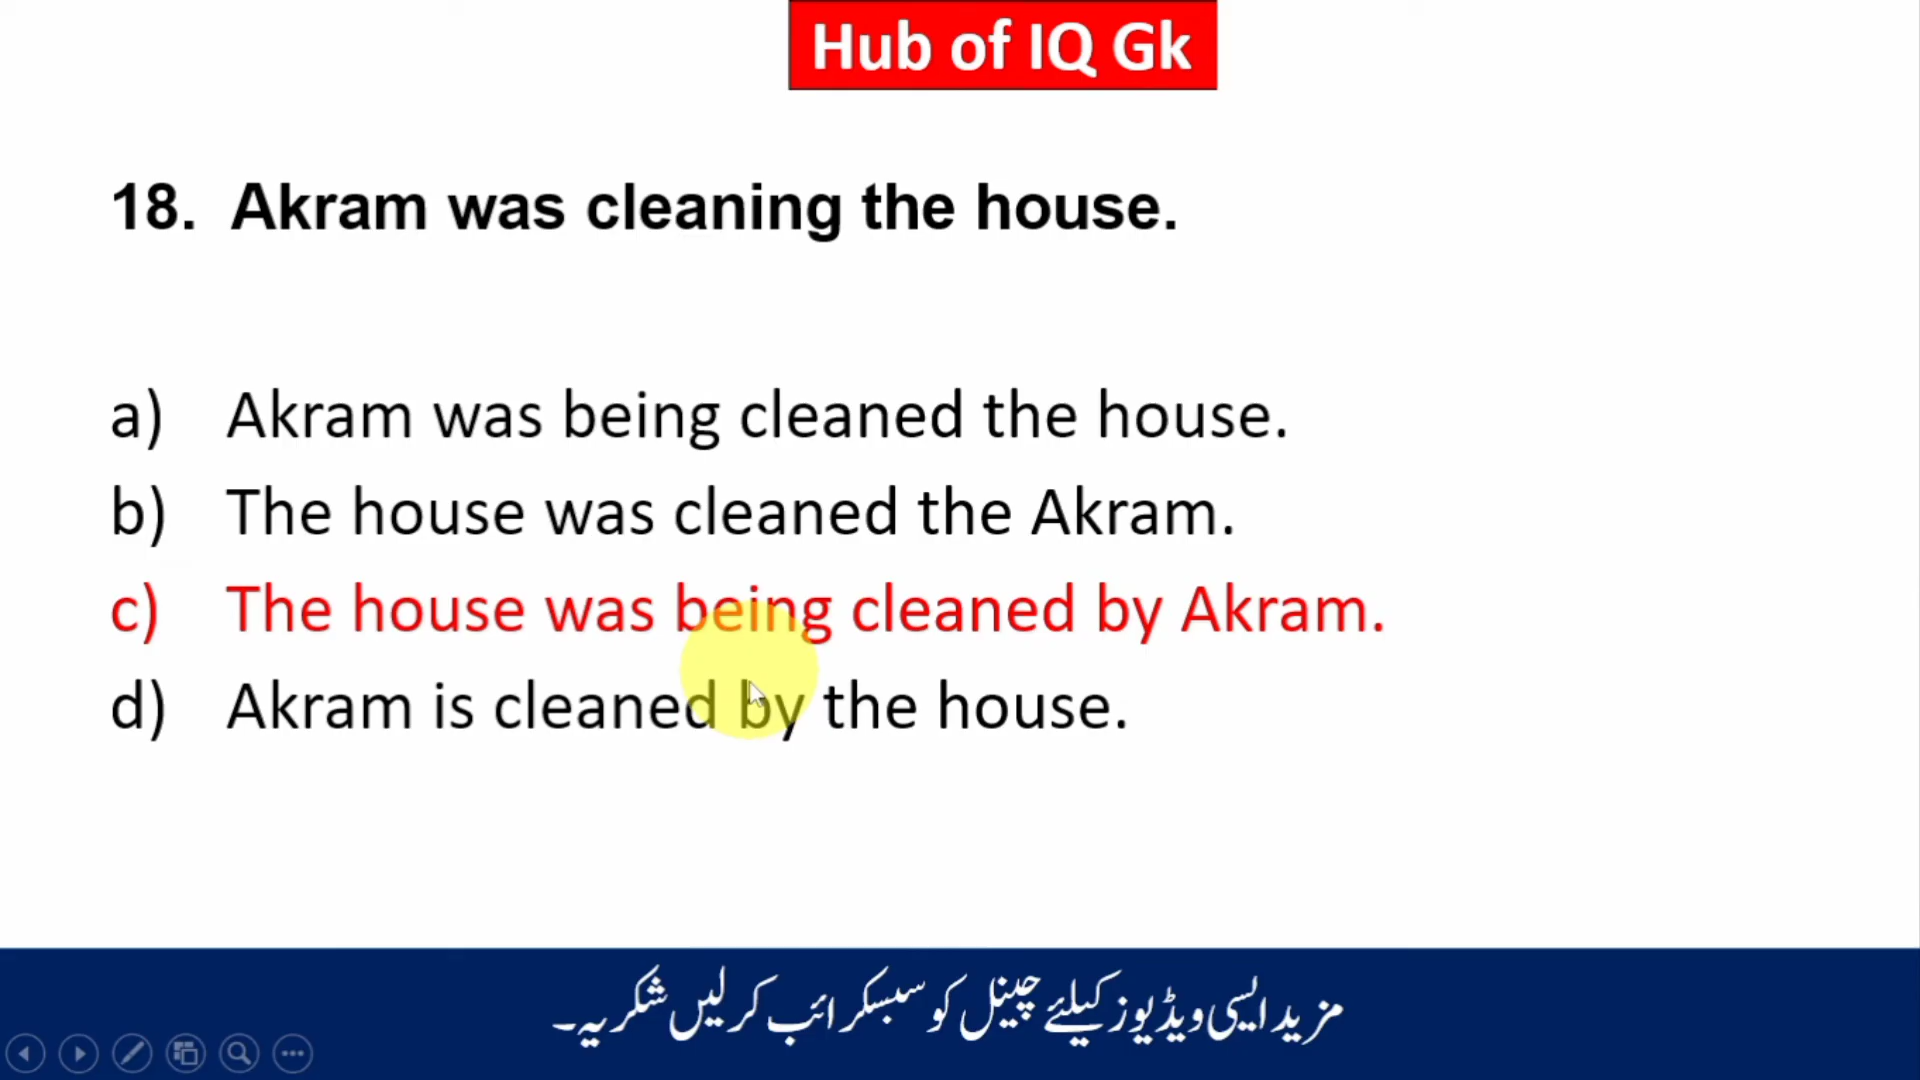 Hub of IQ Gk
18. Akram was cleaning the house.
a) Akram was being cleaned the house.
b) The house was cleaned the Akram.
c) The house was being cleaned by Akram.
d) Akram is cleaned by the house.
مزید ایسی ویڈیوز کیلئے چینل کو سبسکرائب کر لیں شکریہ۔